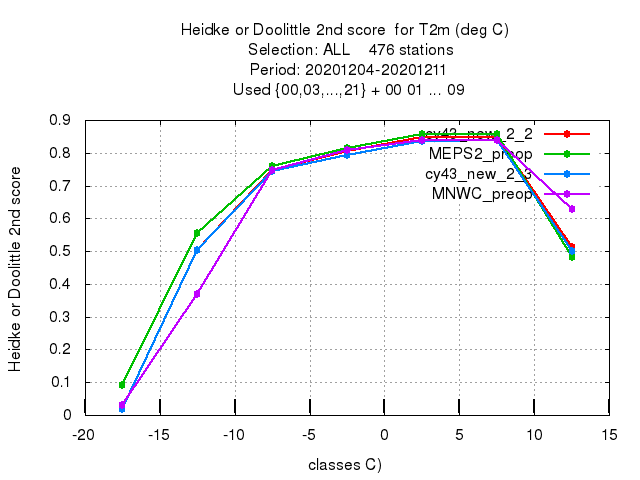 Heidke or Doolittle 2nd score for T2m (deg C)
Selection: ALL 476 stations
Period: 20201204-20201211
Used {00,03,...,21} + 00 01 ... 09
Heidke or Doolittle 2nd score
0.9
0.8
0.7
0.6
0.5
0.4
0.3
0.2
0.1
0
cy43_new_2_2
MEPS2_preop
cy43_new_2_3
MNWC_preop
-20 -15 -10 -5 0 5 10 15
classes C)